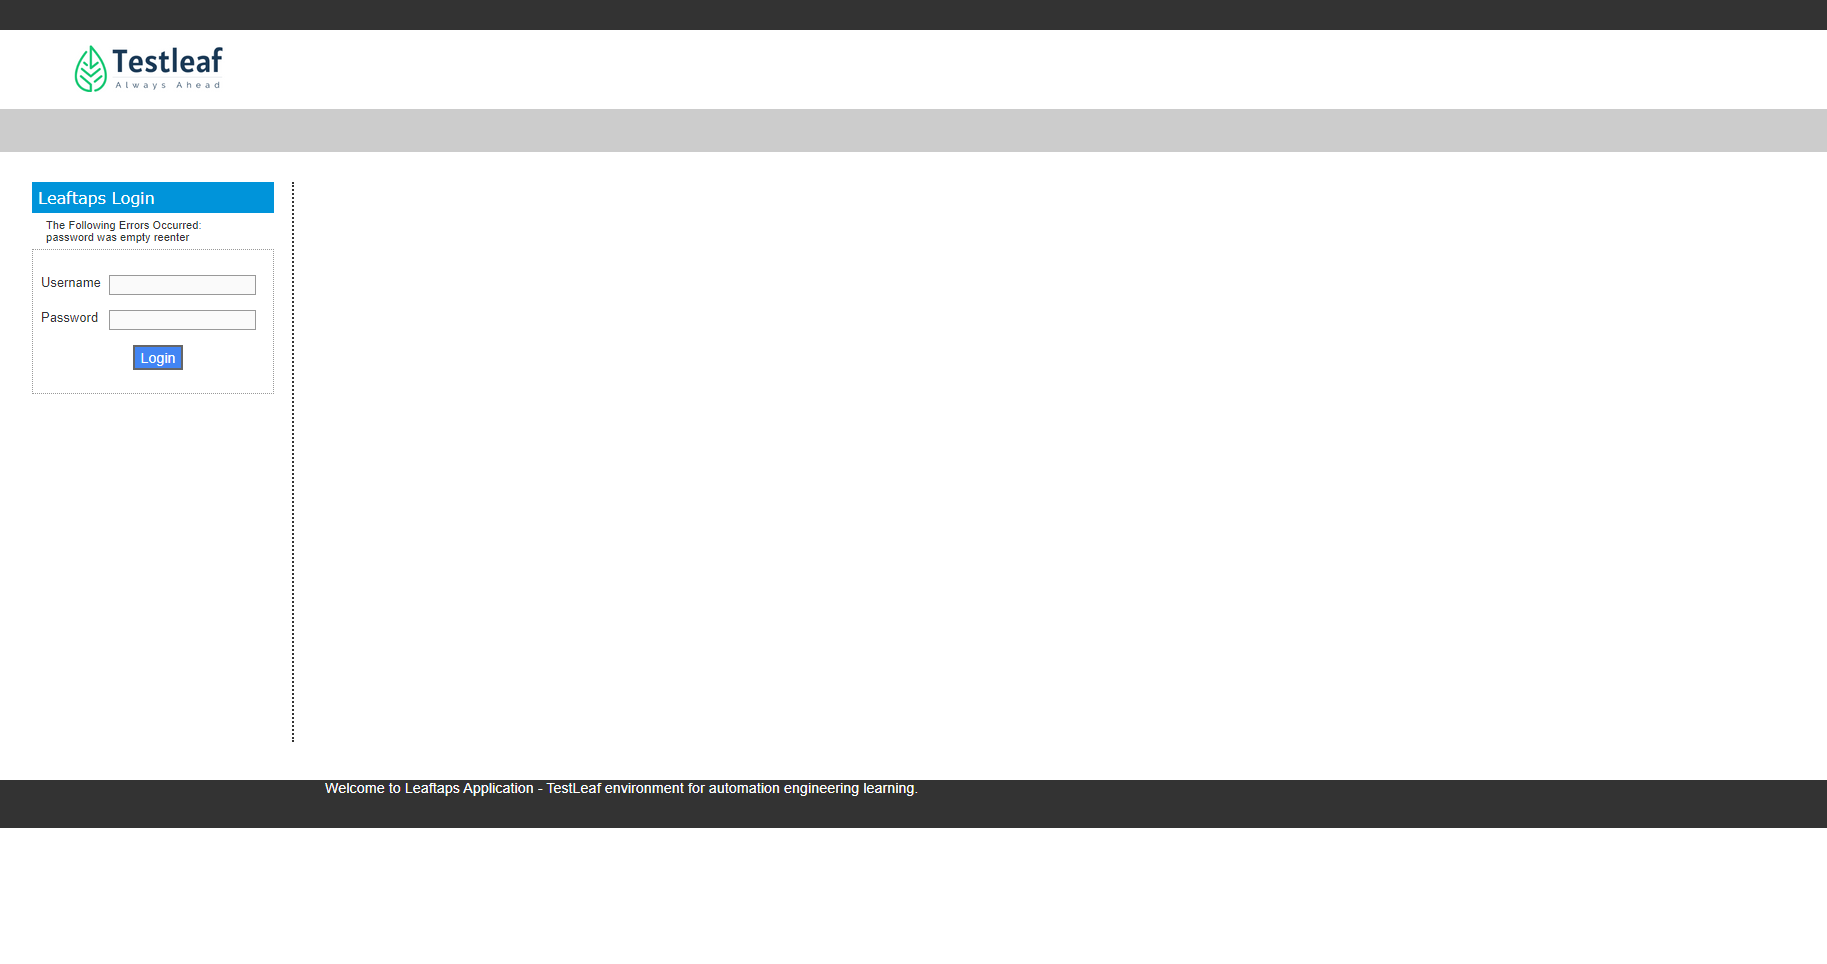 Testleaf
Always Ahead
Leaftaps Login
The Following Errors Occurred:
password was empty reenter
Username
Password
Login
Welcome to Leaftaps Application - TestLeaf environment for automation engineering learning.